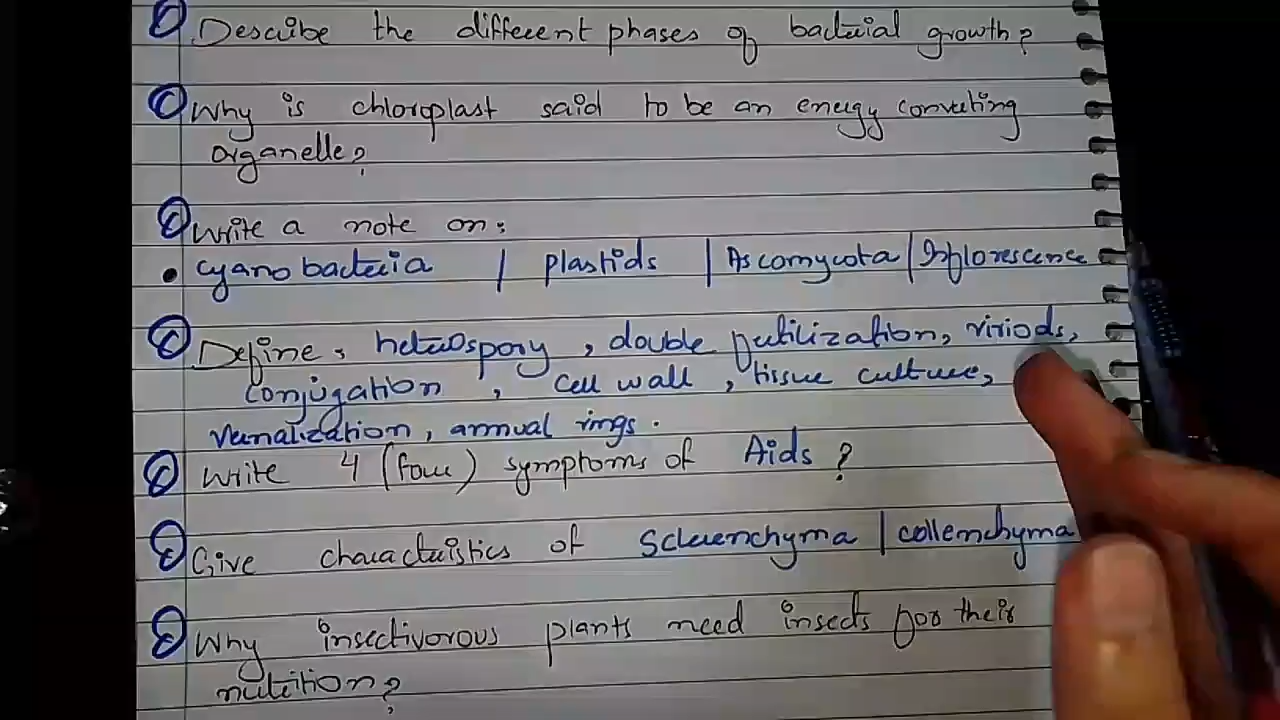 Describe the different phases of bacterial growth?
Why is chloroplast said to be an energy converting
organelle?
Write a note on:
• cyanobacteria | plastids | Ascomycota | Inflorescence
Define, heterospory, double futilization, viriods,
conjugation, cell wall, tissue culture,
vernalization, annual rings.
Write 4 (four) symptoms of Aids?
Give characteristics of Sclerenchyma | collenchyma
Why insectivorous plants need insects for their
nutrition?